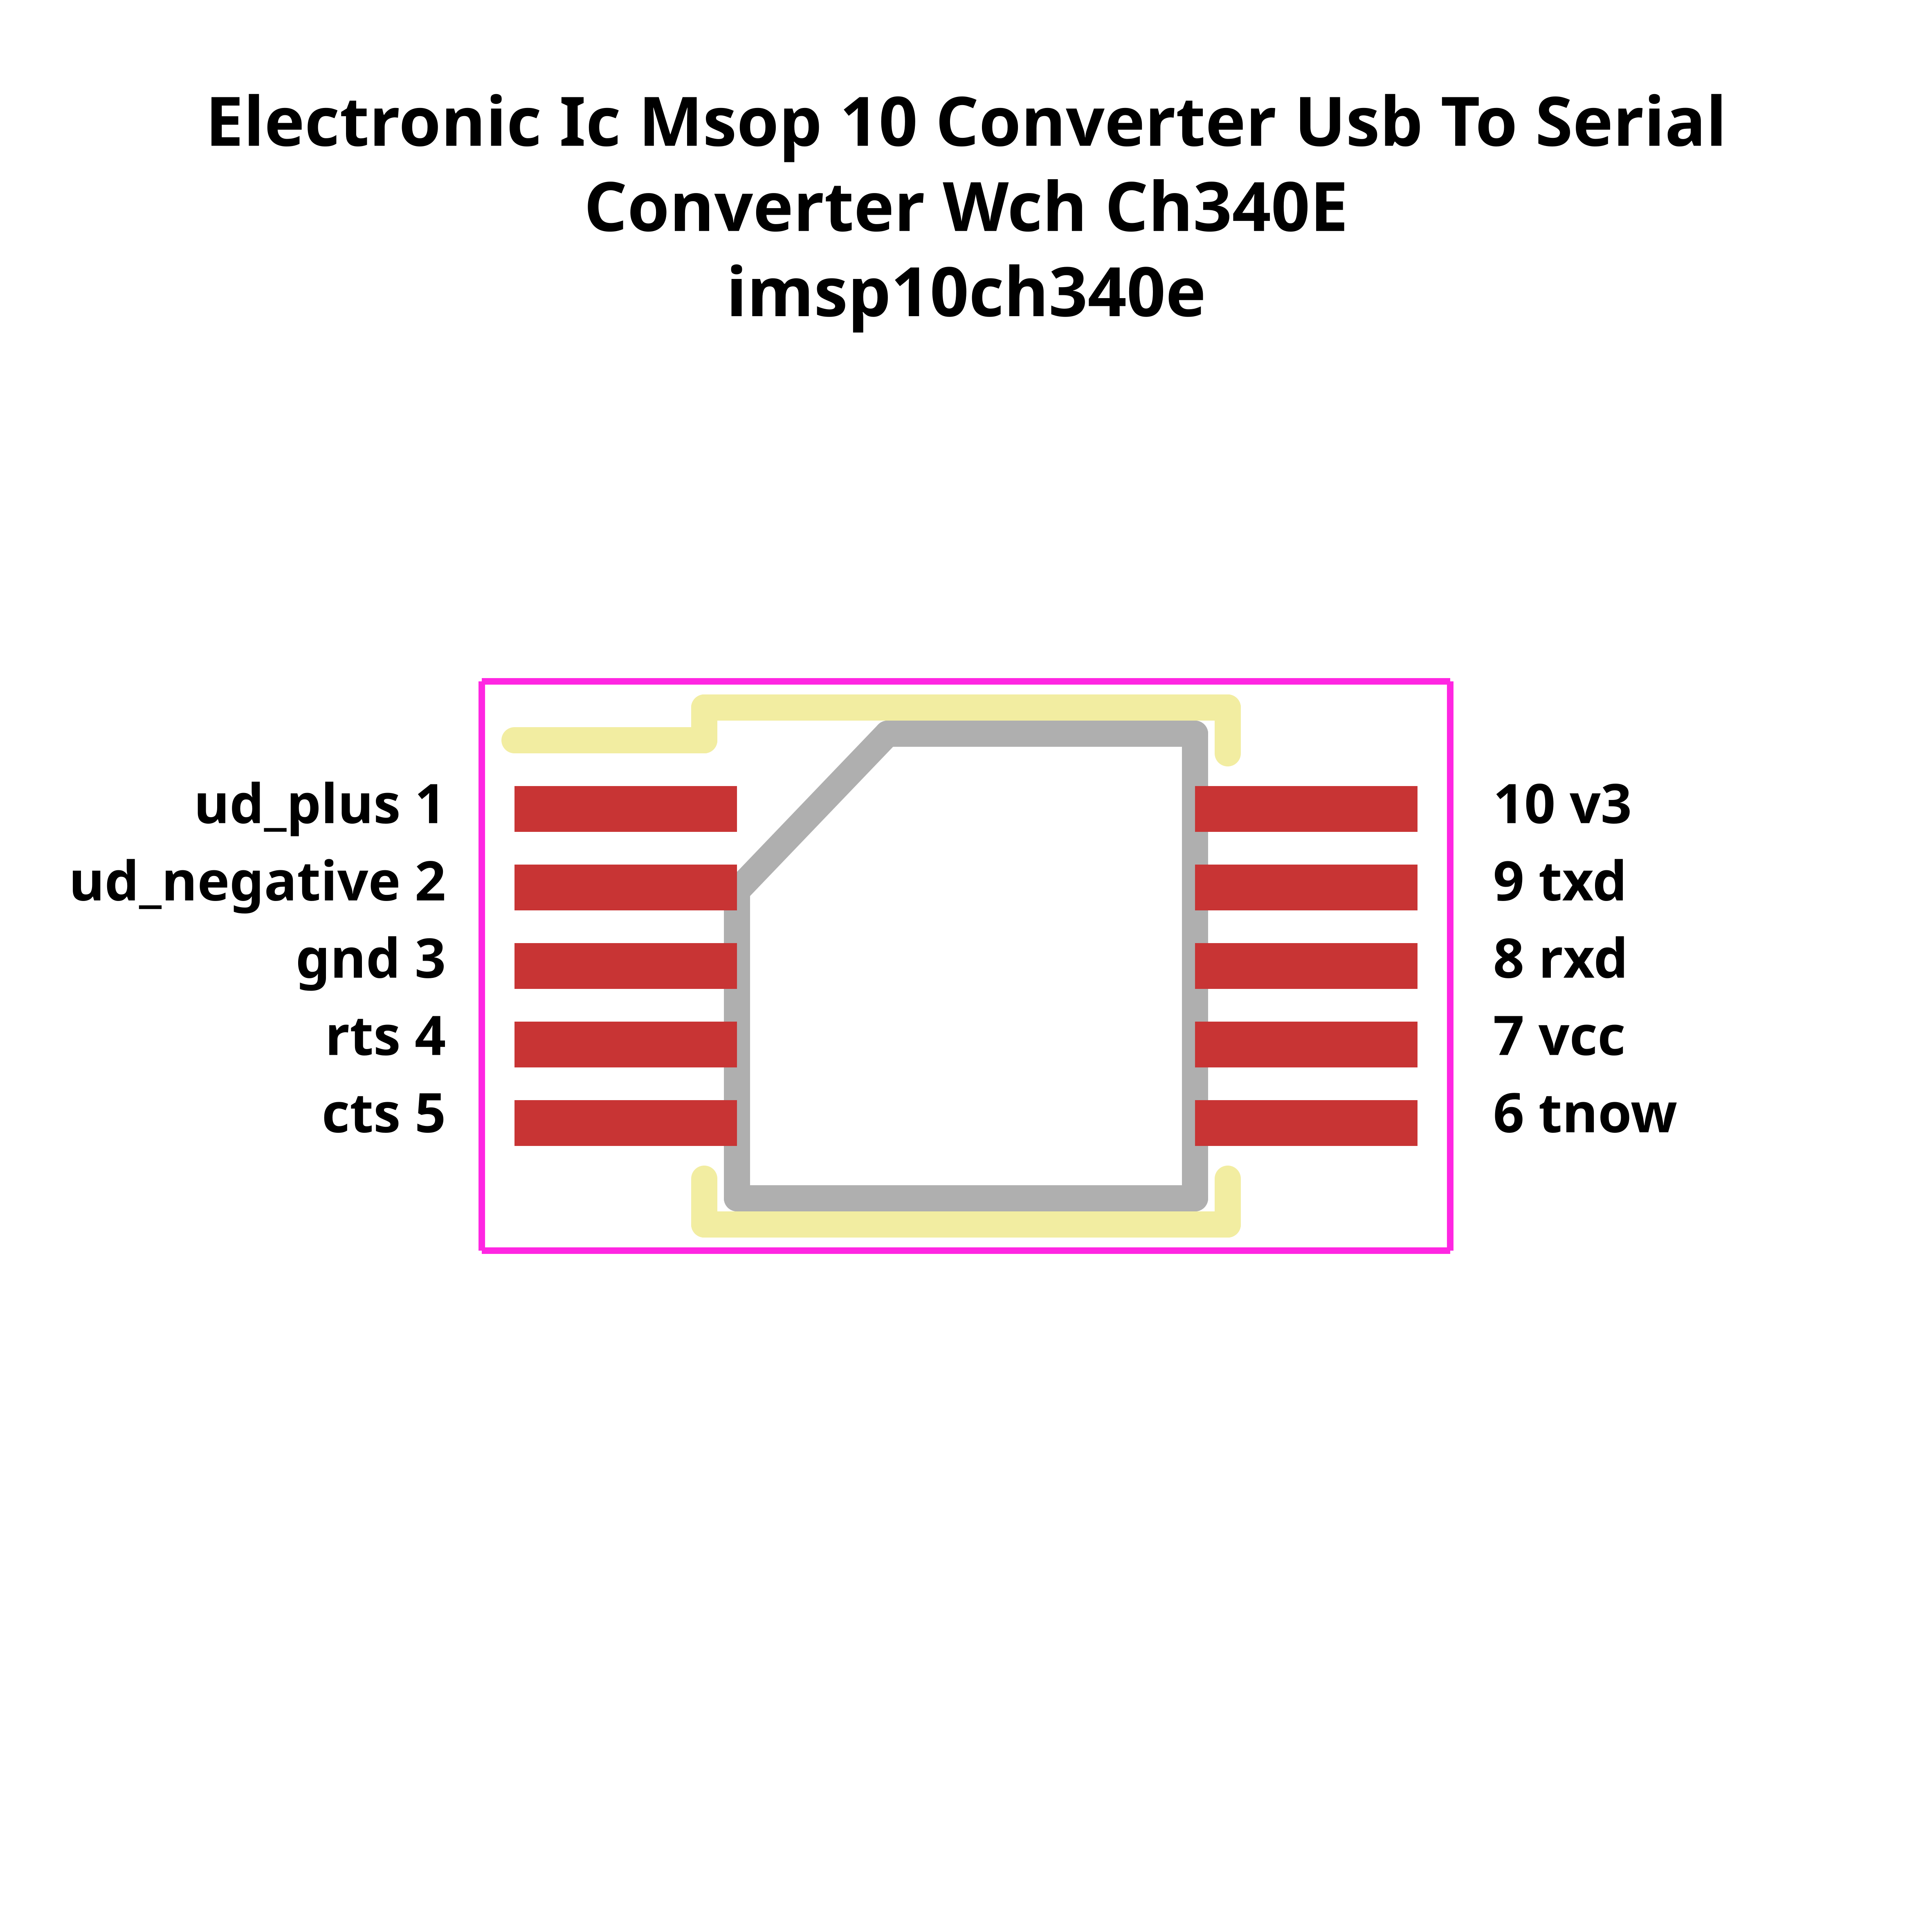 Electronic Ic Msop 10 Converter Usb To Serial
Converter Wch Ch340E
imsp10ch340e
ud_plus 1
ud_negative 2
gnd 3
rts 4
cts 5
10 v3
9 txd
8 rxd
7 vcc
6 tnow